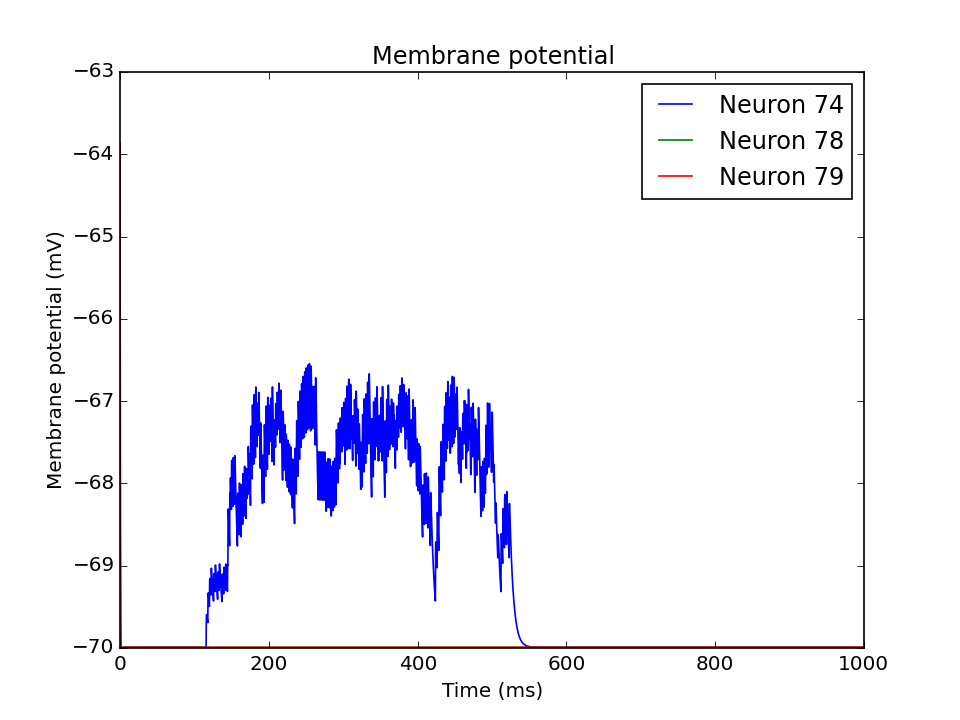 Membrane potential
Neuron 74
Neuron 78
Neuron 79
Membrane potential (mV)
−63
−64
−65
−66
−67
−68
−69
−70
0 200 400 600 800 1000
Time (ms)